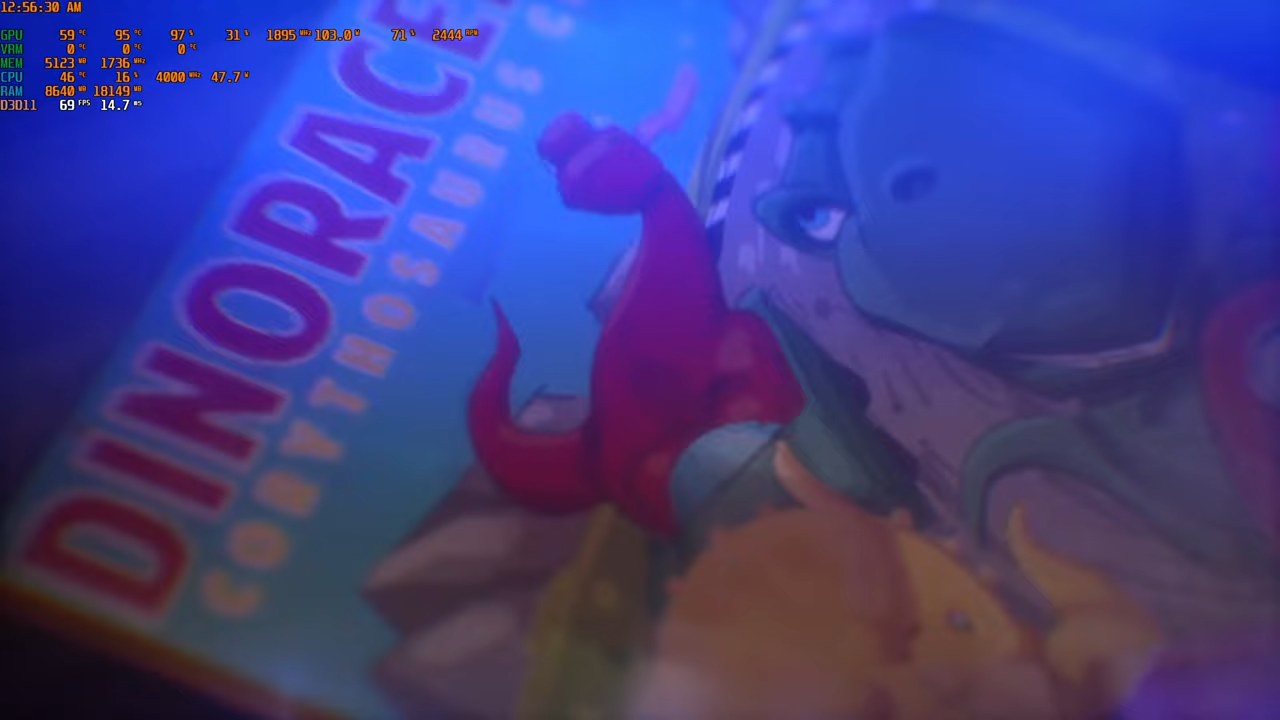 12:56:30 AM
GPU 59 °C 95 °C 97 % 31 % 1895 MHz 103.0 W 71 % 2444 RPM
VRM 0 °C 0 °C 0 °C
MEM 5123 MB 1736 MHz
CPU 46 °C 16 % 4000 MHz 47.7 W
RAM 8640 MB 18149 MB
D3D11 69 FPS 14.7 ms
DINORACE
CORYTHOSAURUS